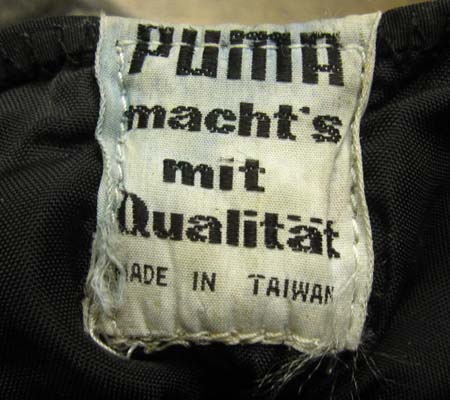 PUMA
macht's
mit
Qualität
MADE IN TAIWAN